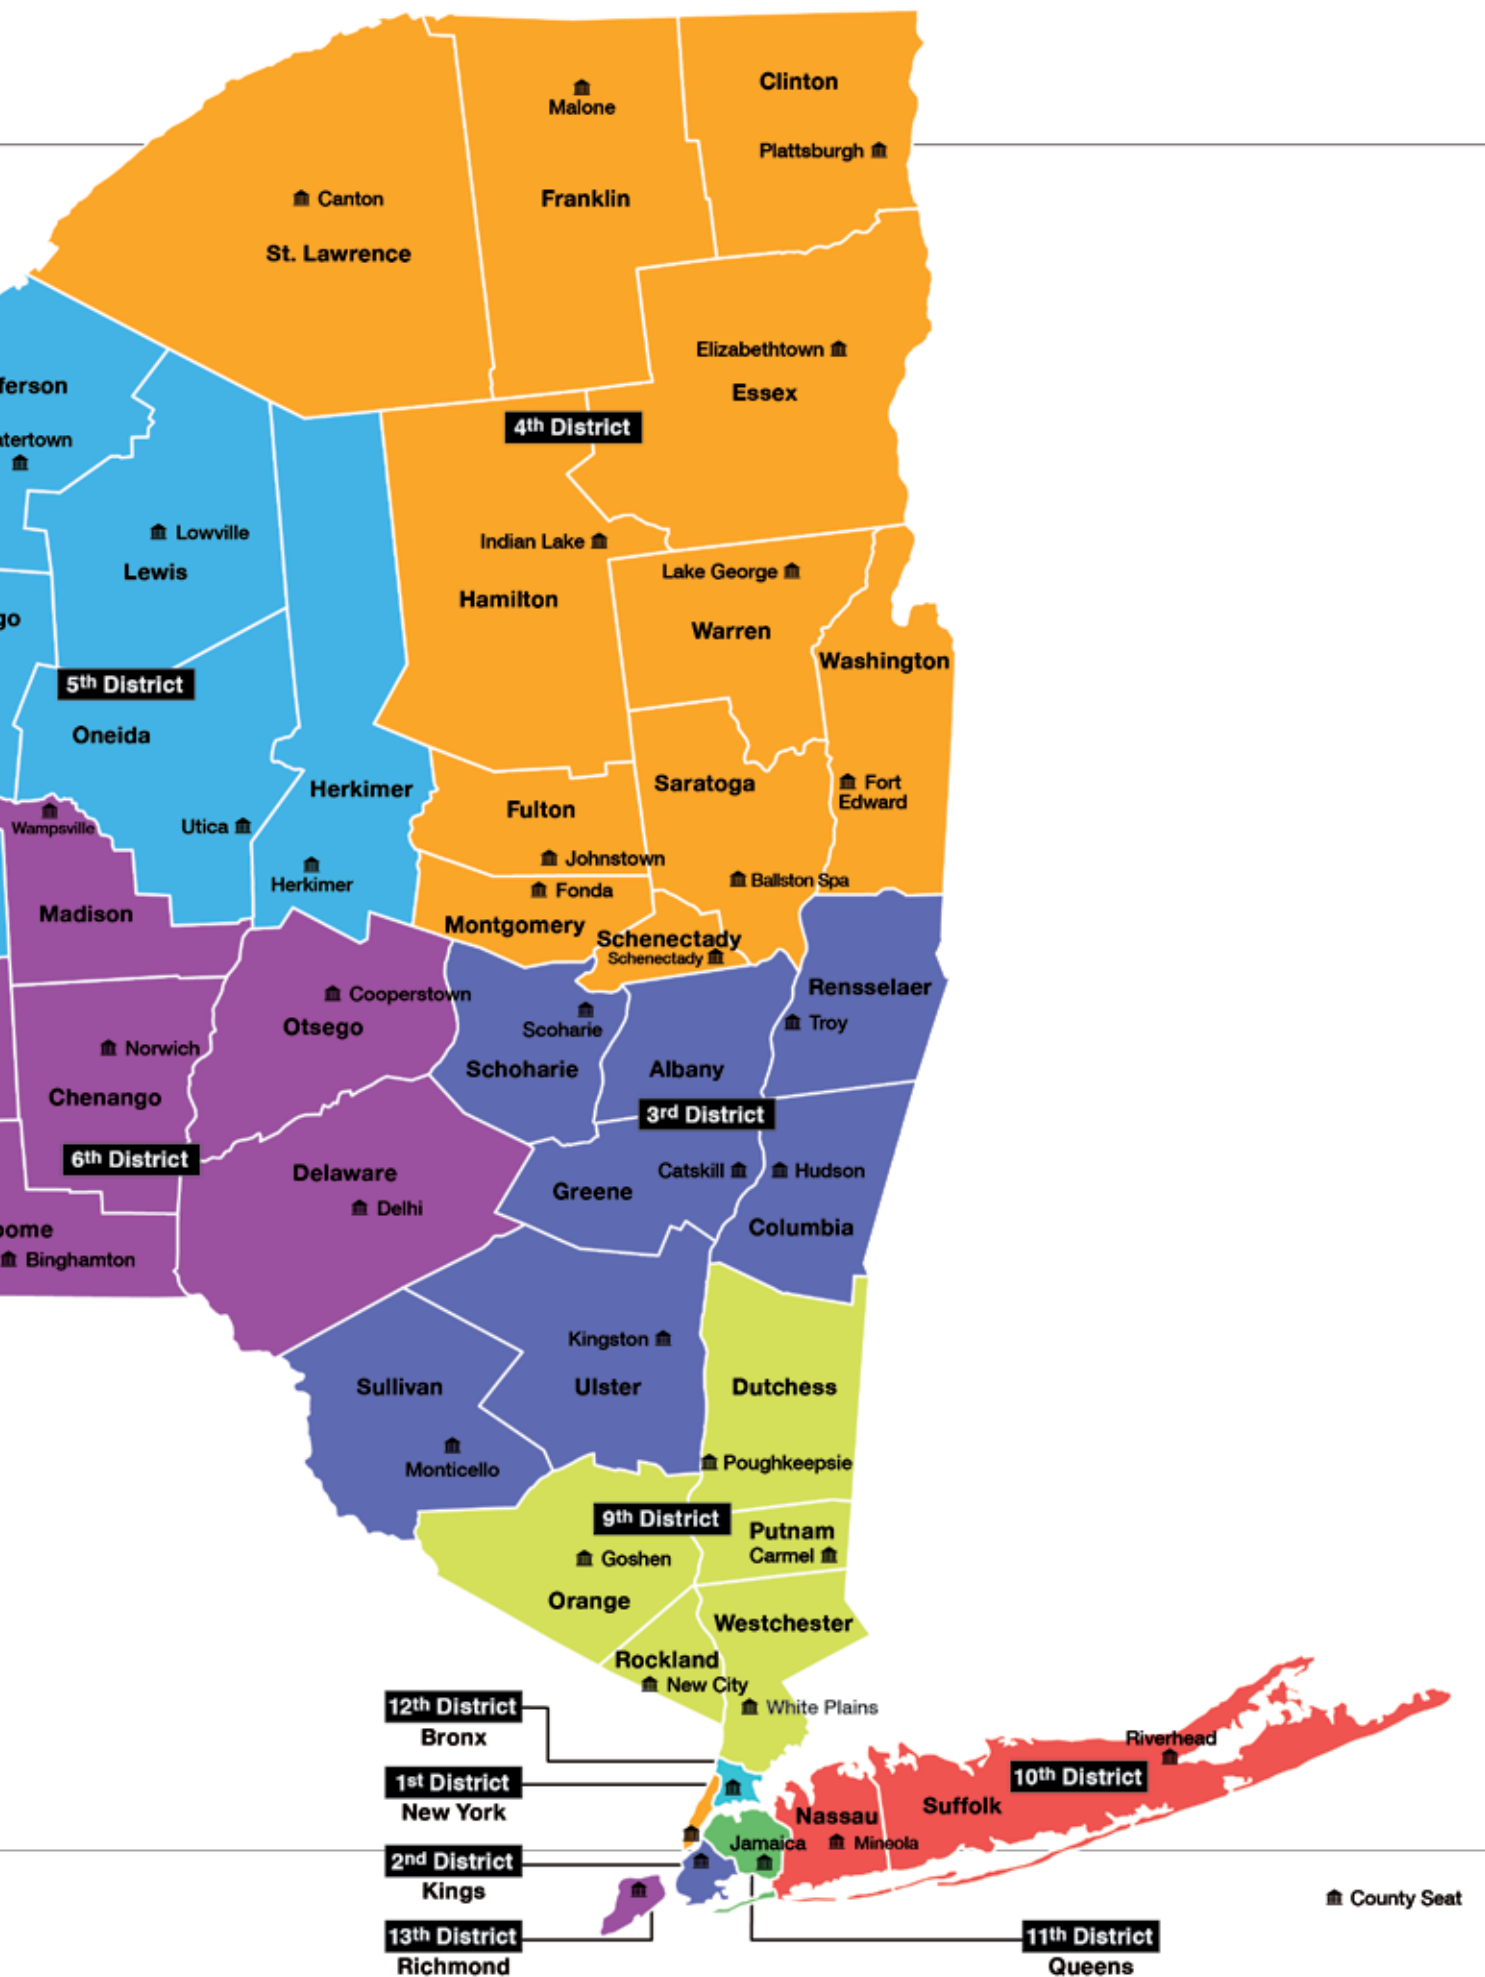 Clinton
Malone
Plattsburgh
Canton
Franklin
St. Lawrence
Elizabethtown
Essex
ferson
4th District
atertown
Lowville
Indian Lake
Lewis
Lake George
Hamilton
go
Warren
Washington
5th District
Oneida
Saratoga
Fort
Edward
Herkimer
Fulton
Wampsville
Utica
Johnstown
Herkimer
Ballston Spa
Fonda
Madison
Montgomery
Schenectady
Schenectady
Rensselaer
Cooperstown
Troy
Otsego
Scoharie
Norwich
Schoharie
Albany
Chenango
3rd District
6th District
Delaware
Catskill
Hudson
Greene
Delhi
Columbia
oome
Binghamton
Kingston
Sullivan
Ulster
Dutchess
Monticello
Poughkeepsie
9th District
Putnam
Carmel
Goshen
Orange
Westchester
Rockland
New City
White Plains
12th District
Bronx
Riverhead
10th District
1st District
New York
Suffolk
Nassau
Jamaica
Mineola
2nd District
Kings
County Seat
13th District
Richmond
11th District
Queens